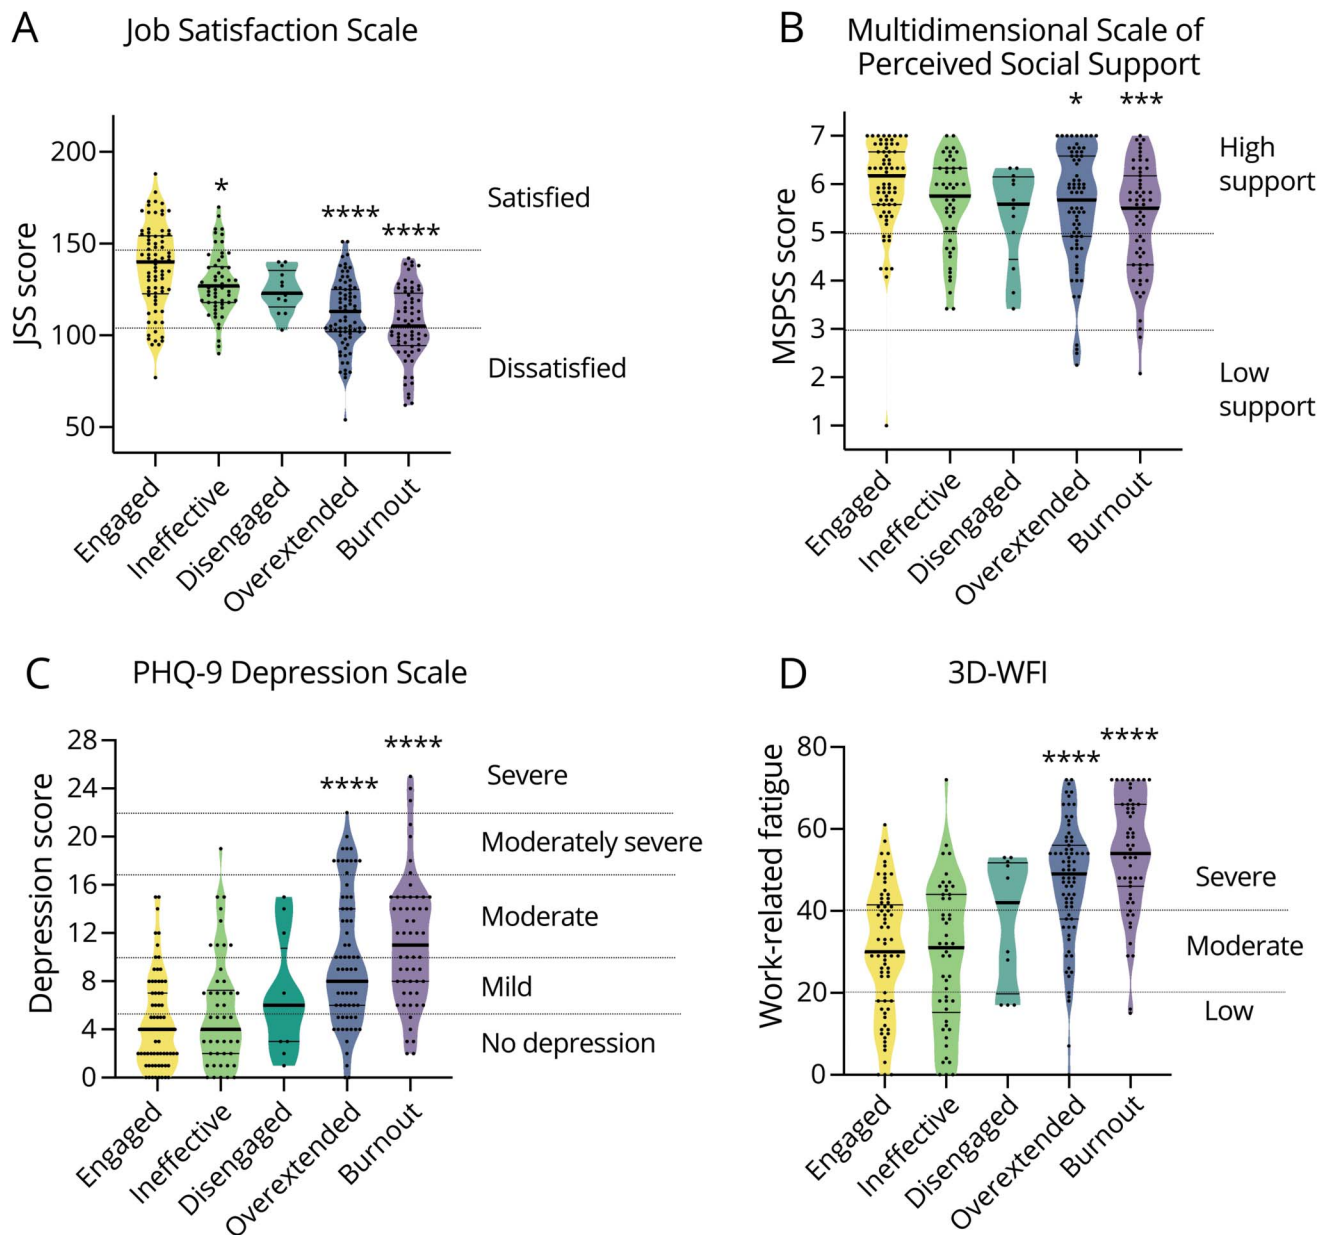 A
Job Satisfaction Scale
JSS score
200
150
100
50
*
****
****
Satisfied
Dissatisfied
Engaged
Ineffective
Disengaged
Overextended
Burnout
B
Multidimensional Scale of
Perceived Social Support
*
***
MSPSS score
7
6
5
4
3
2
1
High
support
Low
support
Engaged
Ineffective
Disengaged
Overextended
Burnout
C
PHQ-9 Depression Scale
Depression score
28
24
20
16
12
8
4
0
****
****
Severe
Moderately severe
Moderate
Mild
No depression
Engaged
Ineffective
Disengaged
Overextended
Burnout
D
3D-WFI
Work-related fatigue
80
60
40
20
0
****
****
Severe
Moderate
Low
Engaged
Ineffective
Disengaged
Overextended
Burnout